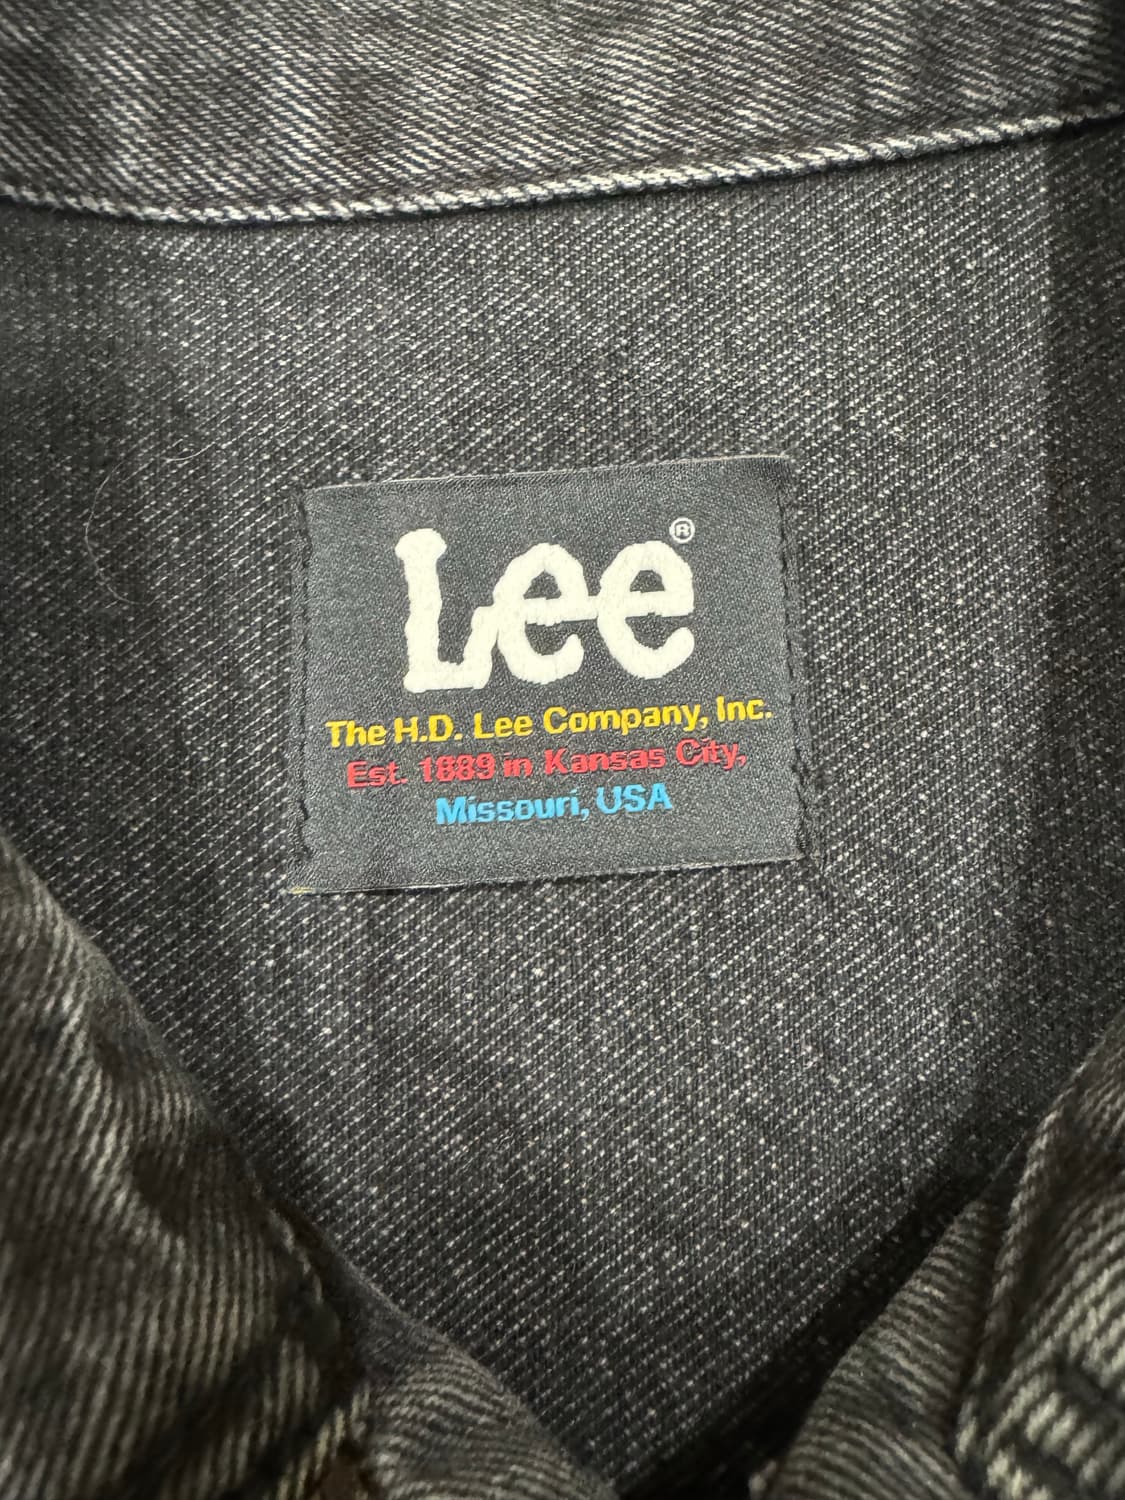 Lee®
The H.D. Lee Company, Inc.
Est. 1889 in Kansas City,
Missouri, USA